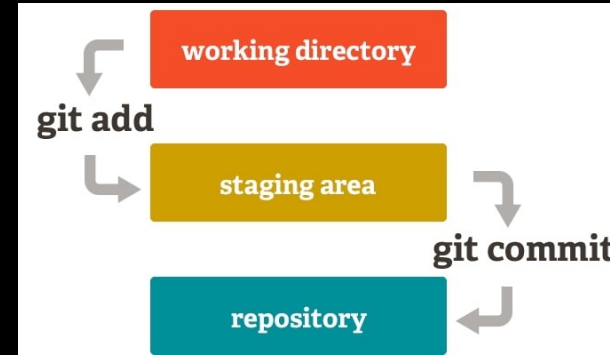 working directory
git add
staging area
git commit
repository